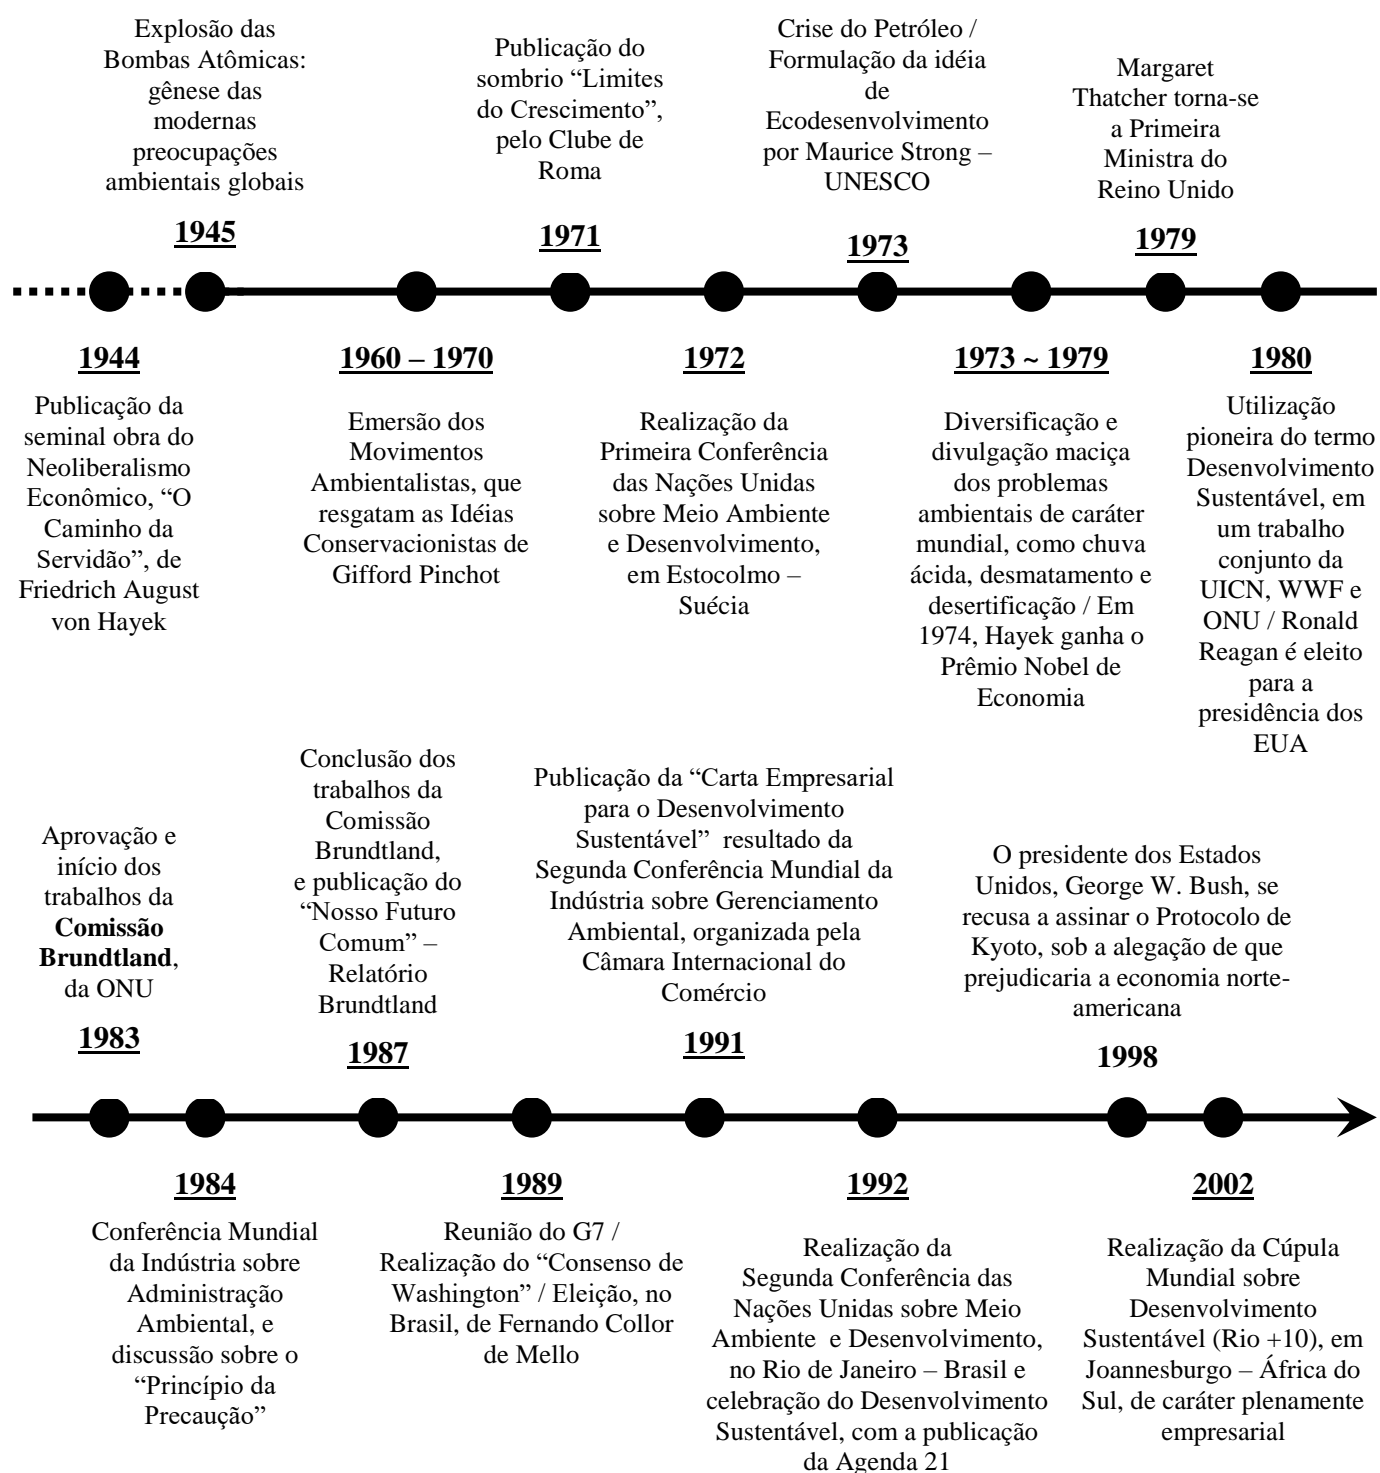 Explosão das
Bombas Atômicas:
gênese das
modernas
preocupações
ambientais globais
1945
Publicação do
sombrio “Limites
do Crescimento”,
pelo Clube de
Roma
1971
Crise do Petróleo /
Formulação da idéia
de
Ecodesenvolvimento
por Maurice Strong –
UNESCO
1973
Margaret
Thatcher torna-se
a Primeira
Ministra do
Reino Unido
1979
1944
Publicação da
seminal obra do
Neoliberalismo
Econômico, “O
Caminho da
Servidão”, de
Friedrich August
von Hayek
1960 – 1970
Emersão dos
Movimentos
Ambientalistas, que
resgatam as Idéias
Conservacionistas de
Gifford Pinchot
1972
Realização da
Primeira Conferência
das Nações Unidas
sobre Meio Ambiente
e Desenvolvimento,
em Estocolmo –
Suécia
1973 ~ 1979
Diversificação e
divulgação maciça
dos problemas
ambientais de caráter
mundial, como chuva
ácida, desmatamento e
desertificação / Em
1974, Hayek ganha o
Prêmio Nobel de
Economia
1980
Utilização
pioneira do termo
Desenvolvimento
Sustentável, em
um trabalho
conjunto da
UICN, WWF e
ONU / Ronald
Reagan é eleito
para a
presidência dos
EUA
Aprovação e
início dos
trabalhos da
Comissão
Brundtland,
da ONU
1983
Conclusão dos
trabalhos da
Comissão
Brundtland,
e publicação do
“Nosso Futuro
Comum” –
Relatório
Brundtland
1987
Publicação da “Carta Empresarial
para o Desenvolvimento
Sustentável” resultado da
Segunda Conferência Mundial da
Indústria sobre Gerenciamento
Ambiental, organizada pela
Câmara Internacional do
Comércio
1991
O presidente dos Estados
Unidos, George W. Bush, se
recusa a assinar o Protocolo de
Kyoto, sob a alegação de que
prejudicaria a economia norte-
americana
1998
1984
Conferência Mundial
da Indústria sobre
Administração
Ambiental, e
discussão sobre o
“Princípio da
Precaução”
1989
Reunião do G7 /
Realização do “Consenso de
Washington” / Eleição, no
Brasil, de Fernando Collor
de Mello
1992
Realização da
Segunda Conferência das
Nações Unidas sobre Meio
Ambiente e Desenvolvimento,
no Rio de Janeiro – Brasil e
celebração do Desenvolvimento
Sustentável, com a publicação
da Agenda 21
2002
Realização da Cúpula
Mundial sobre
Desenvolvimento
Sustentável (Rio +10), em
Joannesburgo – África do
Sul, de caráter plenamente
empresarial